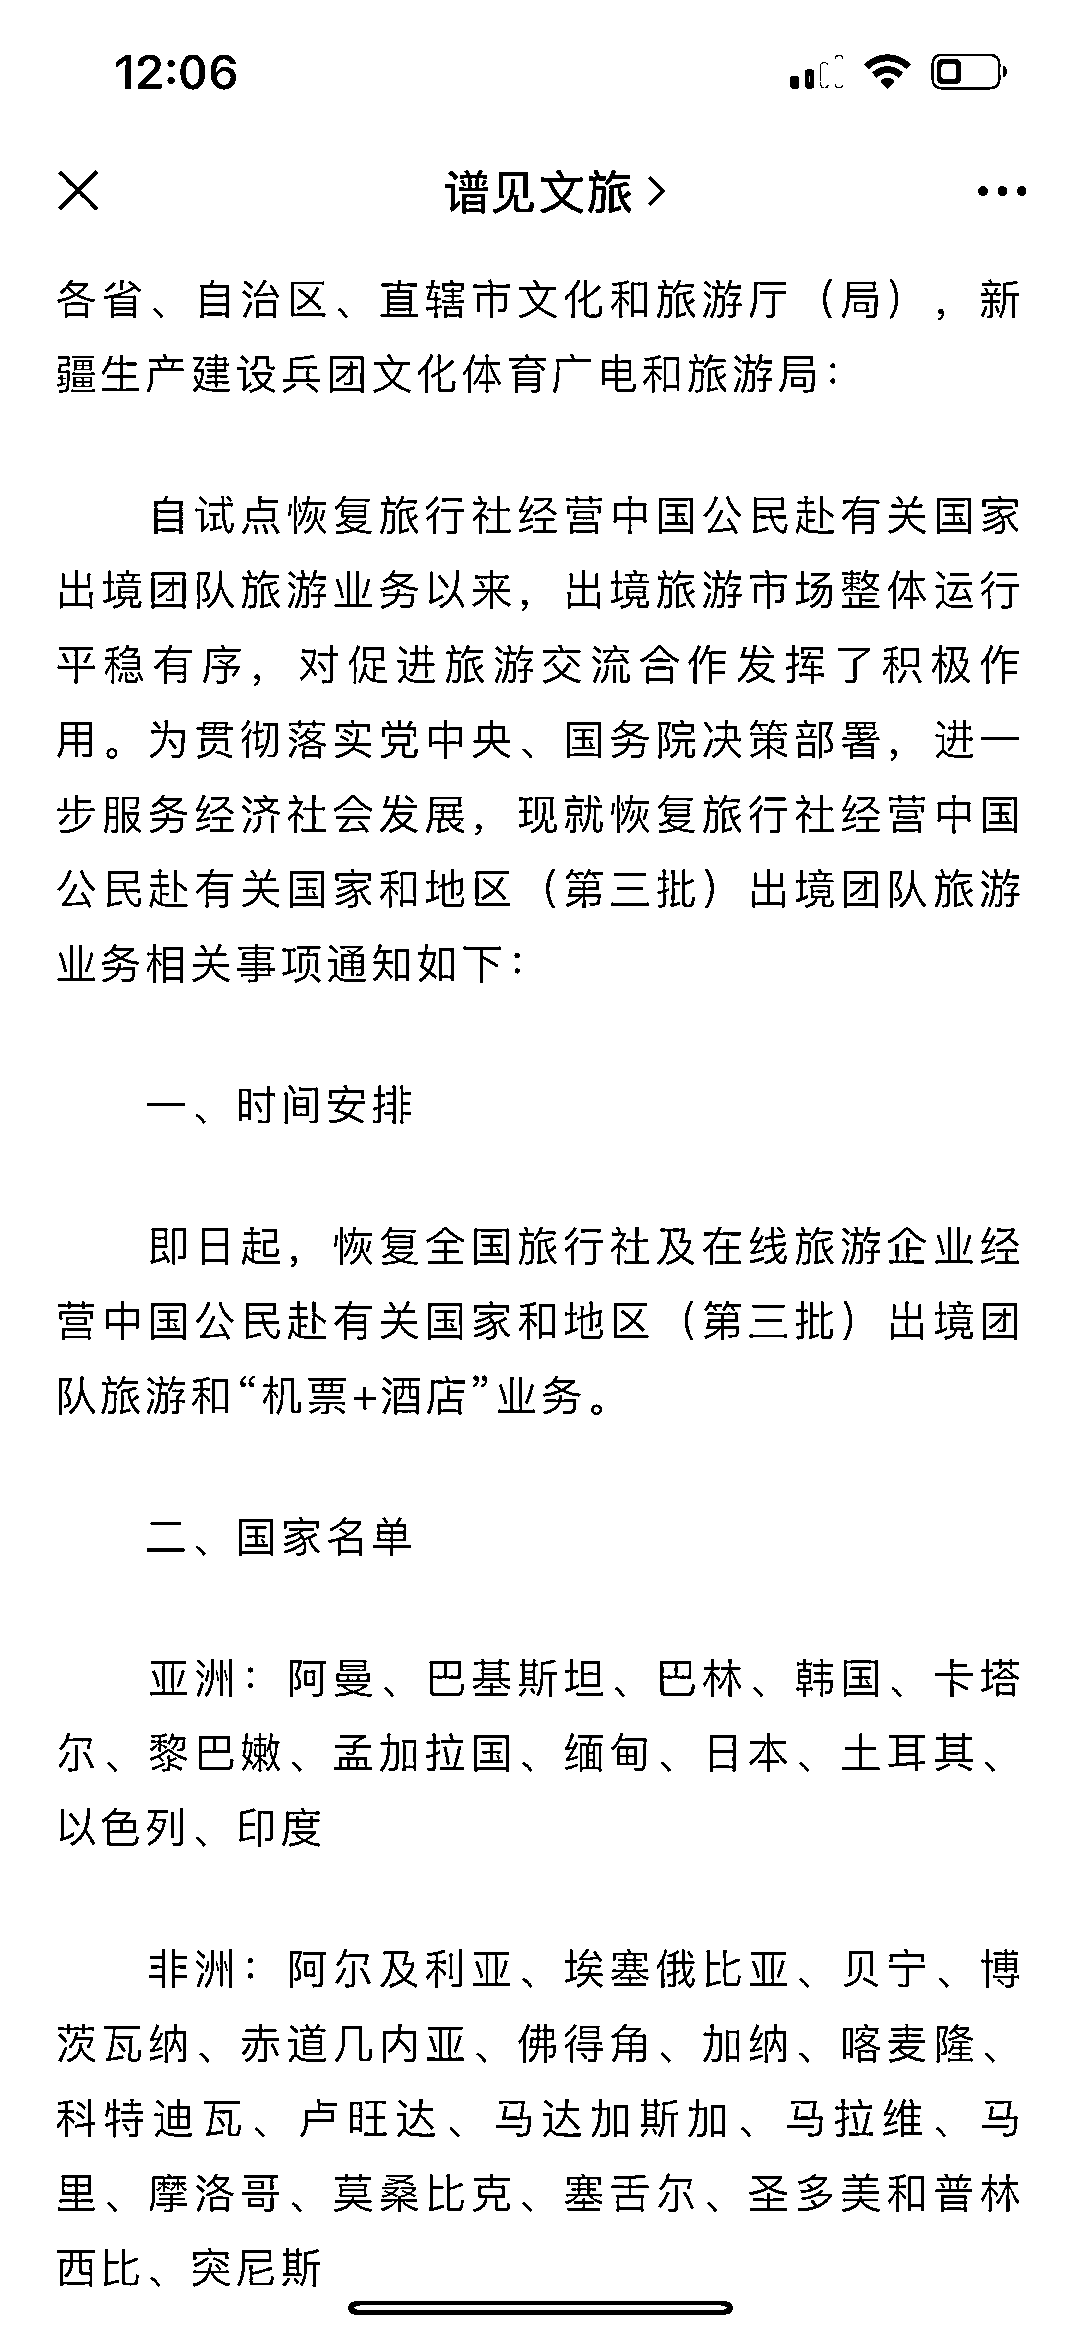 12:06
谱见文旅
各省、自治区、直辖市文化和旅游厅（局），新
疆生产建设兵团文化体育广电和旅游局：
自试点恢复旅行社经营中国公民赴有关国家
出境团队旅游业务以来，出境旅游市场整体运行
平稳有序，对促进旅游交流合作发挥了积极作
用。为贯彻落实党中央、国务院决策部署，进一
步服务经济社会发展，现就恢复旅行社经营中国
公民赴有关国家和地区（第三批）出境团队旅游
业务相关事项通知如下：
一、时间安排
即日起，恢复全国旅行社及在线旅游企业经
营中国公民赴有关国家和地区（第三批）出境团
队旅游和“机票+酒店”业务。
二、国家名单
亚洲：阿曼、巴基斯坦、巴林、韩国、卡塔
尔、黎巴嫩、孟加拉国、缅甸、日本、土耳其、
以色列、印度
非洲：阿尔及利亚、埃塞俄比亚、贝宁、博
茨瓦纳、赤道几内亚、佛得角、加纳、喀麦隆、
科特迪瓦、卢旺达、马达加斯加、马拉维、马
里、摩洛哥、莫桑比克、塞舌尔、圣多美和普林
西比、突尼斯